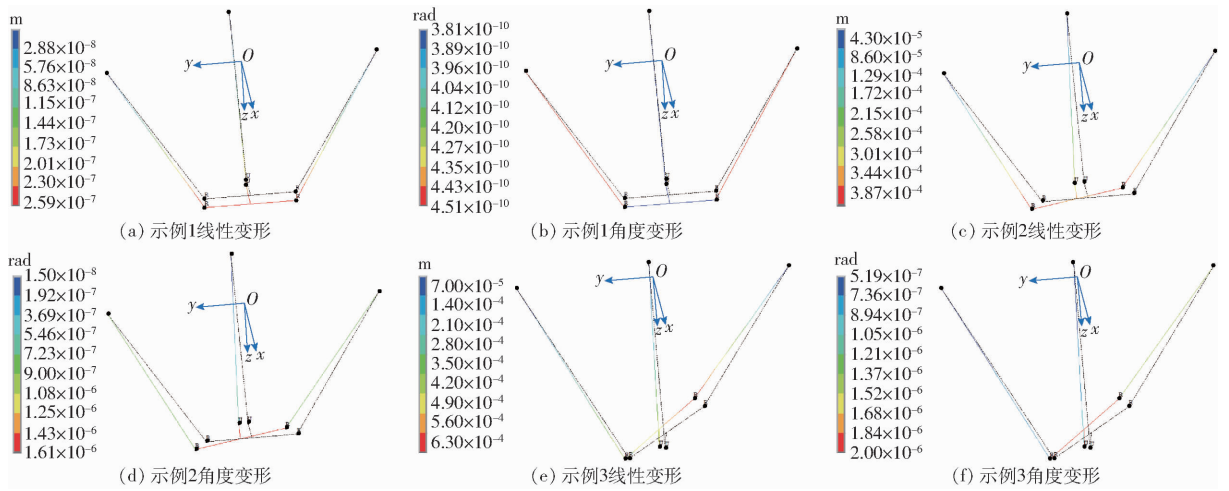 m
2.88×10⁻⁸
5.76×10⁻⁸
8.63×10⁻⁸
1.15×10⁻⁷
1.44×10⁻⁷
1.73×10⁻⁷
2.01×10⁻⁷
2.30×10⁻⁷
2.59×10⁻⁷
y
O
z x
(a) 示例1线性变形
rad
3.81×10⁻¹⁰
3.89×10⁻¹⁰
3.96×10⁻¹⁰
4.04×10⁻¹⁰
4.12×10⁻¹⁰
4.20×10⁻¹⁰
4.27×10⁻¹⁰
4.35×10⁻¹⁰
4.43×10⁻¹⁰
4.51×10⁻¹⁰
y
O
z x
(b) 示例1角度变形
m
4.30×10⁻⁵
8.60×10⁻⁵
1.29×10⁻⁴
1.72×10⁻⁴
2.15×10⁻⁴
2.58×10⁻⁴
3.01×10⁻⁴
3.44×10⁻⁴
3.87×10⁻⁴
y
O
z x
(c) 示例2线性变形
rad
1.50×10⁻⁸
1.92×10⁻⁷
3.69×10⁻⁷
5.46×10⁻⁷
7.23×10⁻⁷
9.00×10⁻⁷
1.08×10⁻⁶
1.25×10⁻⁶
1.43×10⁻⁶
1.61×10⁻⁶
y
O
z x
(d) 示例2角度变形
m
7.00×10⁻⁵
1.40×10⁻⁴
2.10×10⁻⁴
2.80×10⁻⁴
3.50×10⁻⁴
4.20×10⁻⁴
4.90×10⁻⁴
5.60×10⁻⁴
6.30×10⁻⁴
y
O
z x
(e) 示例3线性变形
rad
5.19×10⁻⁷
7.36×10⁻⁷
8.94×10⁻⁷
1.05×10⁻⁶
1.21×10⁻⁶
1.37×10⁻⁶
1.52×10⁻⁶
1.68×10⁻⁶
1.84×10⁻⁶
2.00×10⁻⁶
y
O
z x
(f) 示例3角度变形